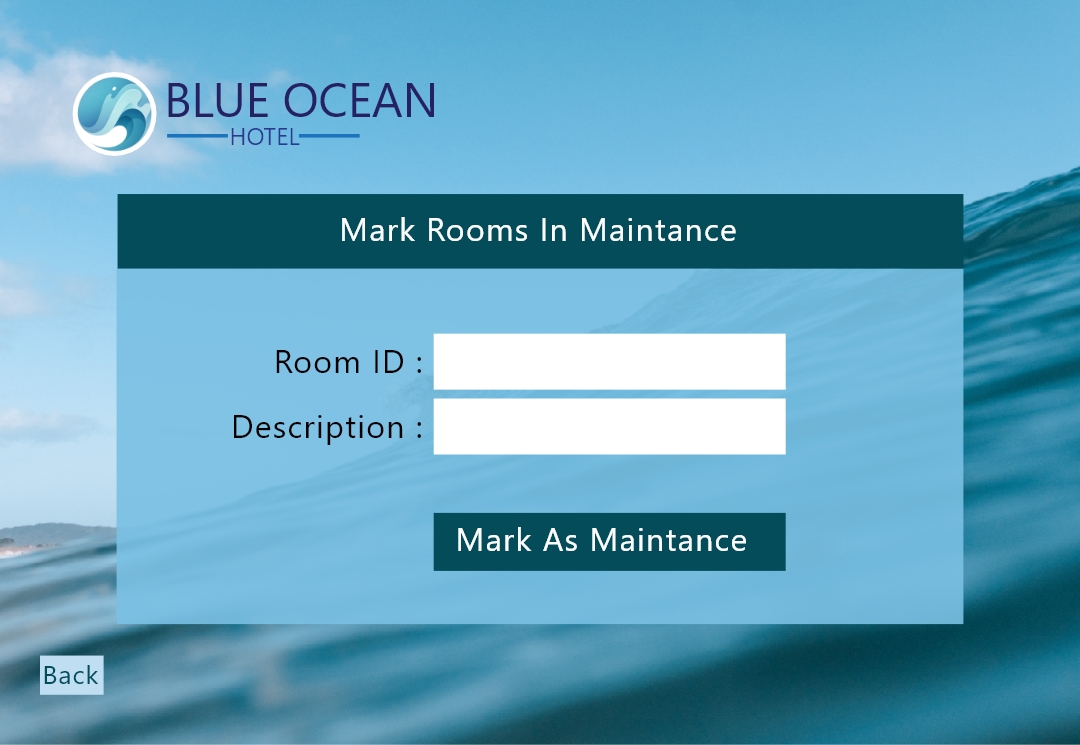 BLUE OCEAN
HOTEL
Mark Rooms In Maintance
Room ID :
Description :
Mark As Maintance
Back